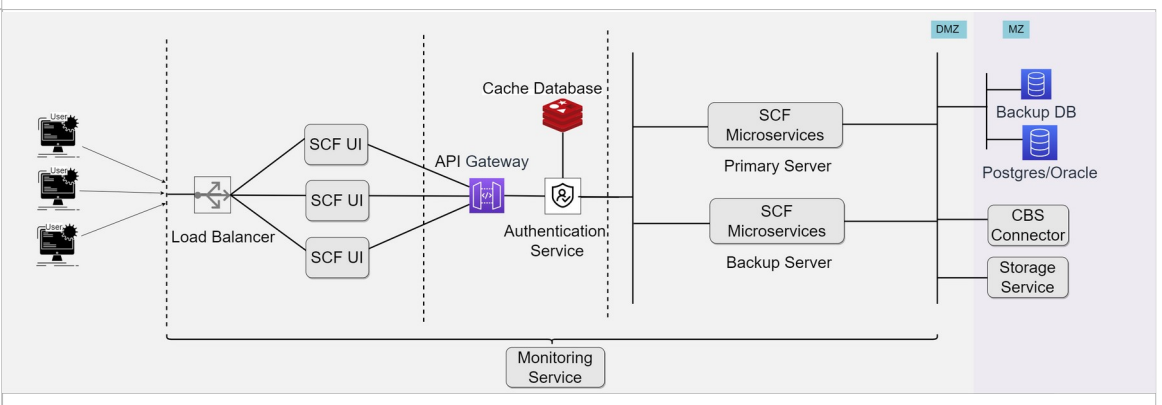 DMZ
MZ
User
User
User
Load Balancer
SCF UI
SCF UI
SCF UI
API Gateway
Cache Database
Authentication
Service
SCF
Microservices
Primary Server
SCF
Microservices
Backup Server
Backup DB
Postgres/Oracle
CBS
Connector
Storage
Service
Monitoring
Service